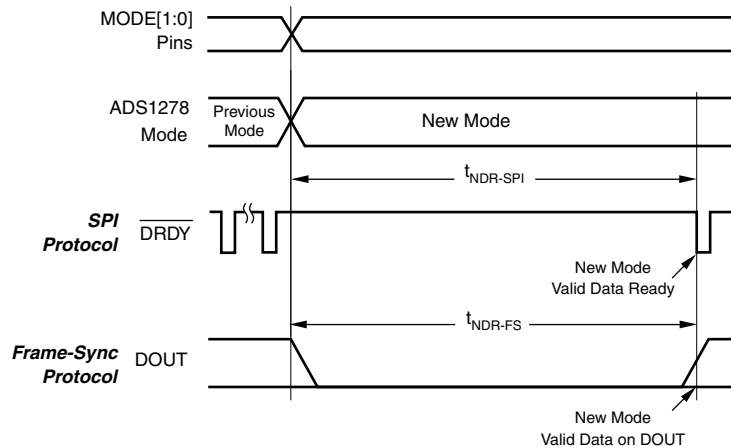 MODE[1:0]
Pins
ADS1278
Mode
Previous
Mode
New Mode
tNDR-SPI
SPI
Protocol
DRDY
New Mode
Valid Data Ready
tNDR-FS
Frame-Sync
Protocol
DOUT
New Mode
Valid Data on DOUT